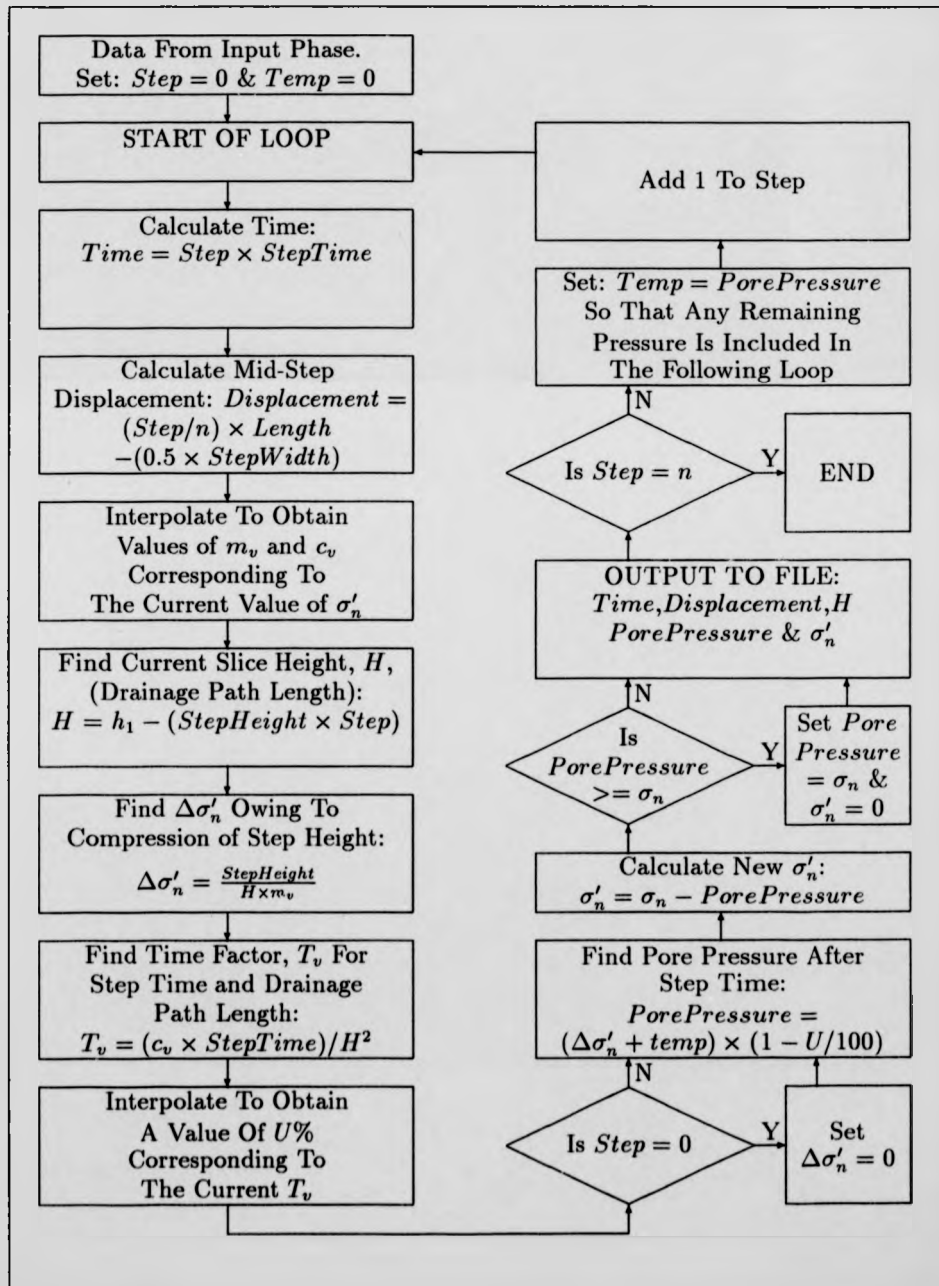 Data From Input Phase.
Set: Step = 0 & Temp = 0
START OF LOOP
Calculate Time:
Time = Step × StepTime
Calculate Mid-Step
Displacement: Displacement =
(Step/n) × Length
−(0.5 × StepWidth)
Interpolate To Obtain
Values of m_v and c_v
Corresponding To
The Current Value of σ′_n
Find Current Slice Height, H,
(Drainage Path Length):
H = h_1 − (StepHeight × Step)
Find Δσ′_n Owing To
Compression of Step Height:
Δσ′_n = StepHeight / H×m_v
Find Time Factor, T_v For
Step Time and Drainage
Path Length:
T_v = (c_v × StepTime)/H²
Interpolate To Obtain
A Value Of U%
Corresponding To
The Current T_v
Is Step = 0
Y
Set
Δσ′_n = 0
N
Find Pore Pressure After
Step Time:
PorePressure =
(Δσ′_n + temp) × (1 − U/100)
Calculate New σ′_n:
σ′_n = σ_n − PorePressure
Is
PorePressure
>= σ_n
Y
Set Pore
Pressure
= σ_n &
σ′_n = 0
N
OUTPUT TO FILE:
Time,Displacement,H
PorePressure & σ′_n
Is Step = n
Y
END
N
Set: Temp = PorePressure
So That Any Remaining
Pressure Is Included In
The Following Loop
Add 1 To Step